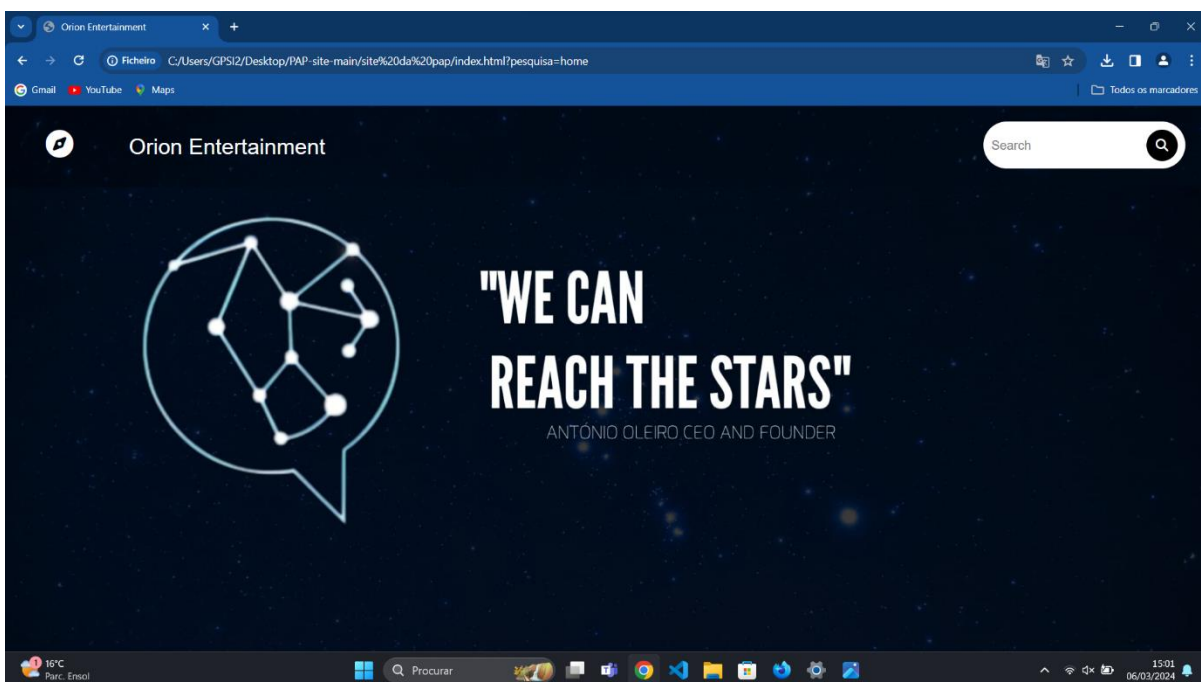 Orion Entertainment
Ficheiro C:/Users/GPSI2/Desktop/PAP-site-main/site%20da%20pap/index.html?pesquisa=home
Gmail YouTube Maps Todos os marcadores
Orion Entertainment Search
"WE CAN
REACH THE STARS"
ANTÓNIO OLEIRO CEO AND FOUNDER
1 16°C Procurar 15:01
Parc. Ensol 06/03/2024